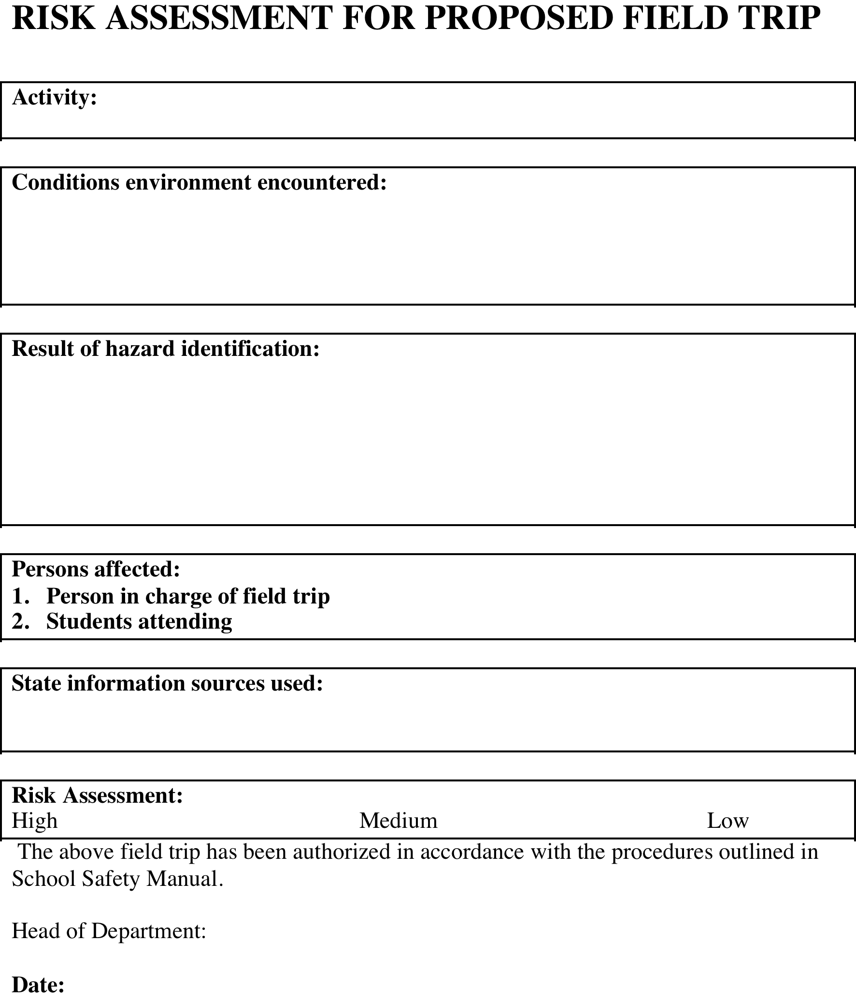 RISK ASSESSMENT FOR PROPOSED FIELD TRIP
Activity:
Conditions environment encountered:
Result of hazard identification:
Persons affected:
1. Person in charge of field trip
2. Students attending
State information sources used:
Risk Assessment:
High Medium Low
The above field trip has been authorized in accordance with the procedures outlined in
School Safety Manual.
Head of Department:
Date: